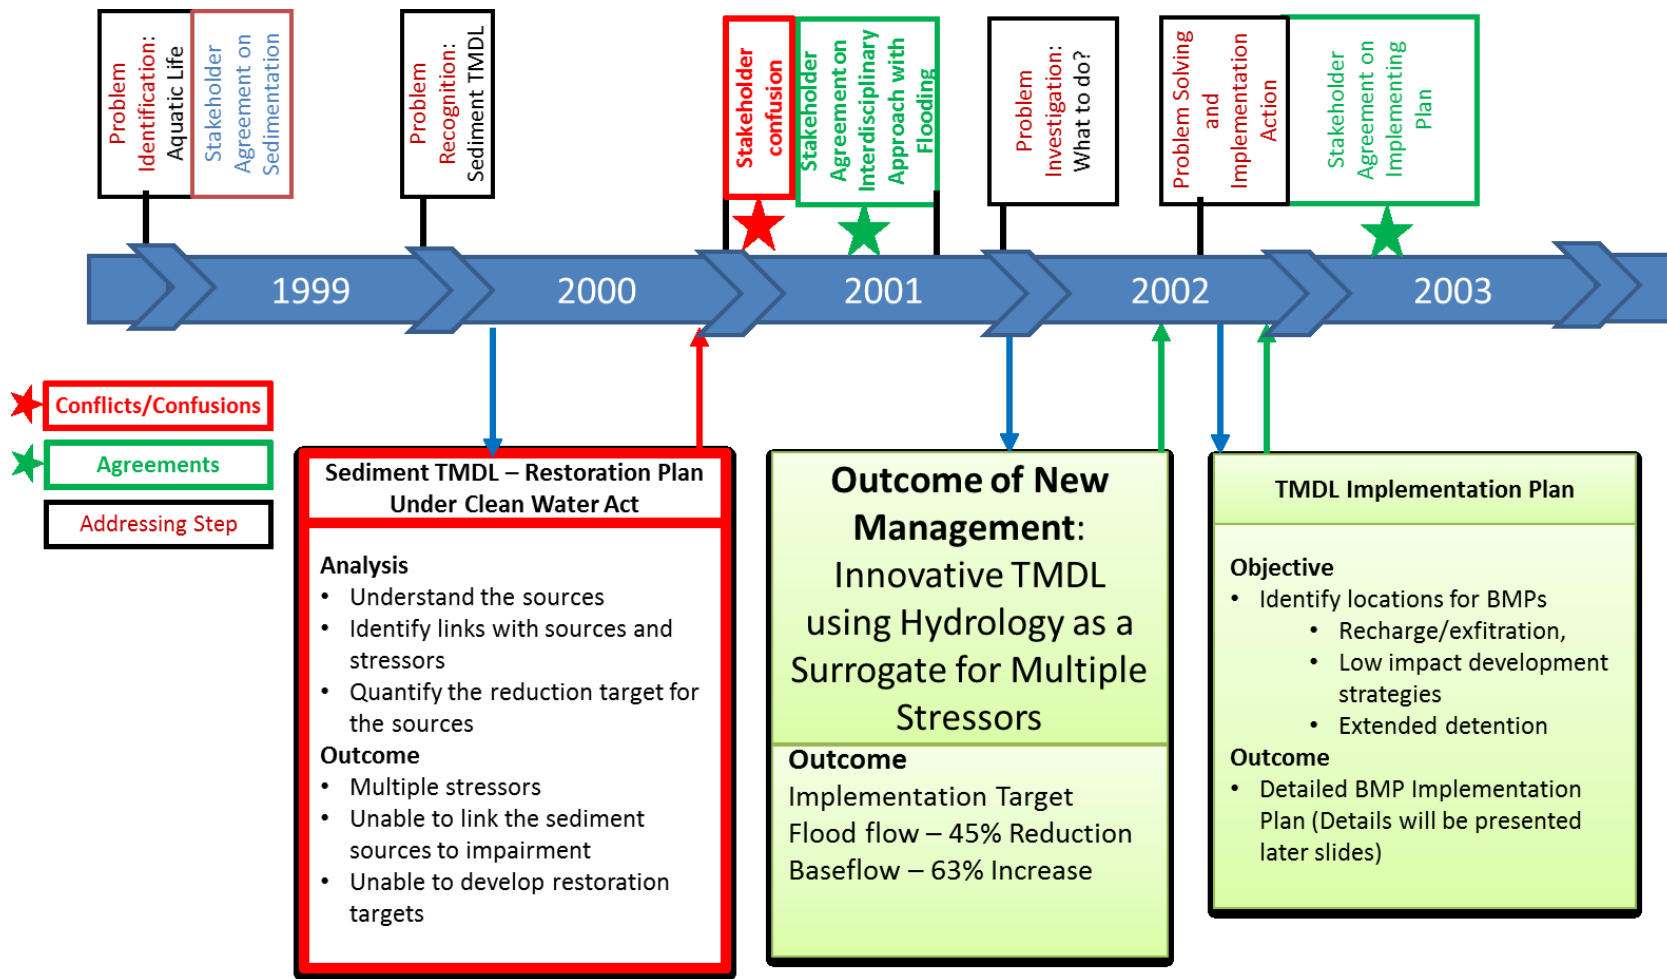 Problem
Identification:
Aquatic Life
Stakeholder
Agreement on
Sedimentation
Problem
Recognition:
Sediment TMDL
Stakeholder
confusion
Stakeholder
Agreement on
Interdisciplinary
Approach with
Flooding
Problem
Investigation:
What to do?
Problem Solving
and
Implementation
Action
Stakeholder
Agreement on
Implementing
Plan
1999
2000
2001
2002
2003
Conflicts/Confusions
Agreements
Addressing Step
Sediment TMDL – Restoration Plan
Under Clean Water Act
Analysis
• Understand the sources
• Identify links with sources and
stressors
• Quantify the reduction target for
the sources
Outcome
• Multiple stressors
• Unable to link the sediment
sources to impairment
• Unable to develop restoration
targets
Outcome of New
Management:
Innovative TMDL
using Hydrology as a
Surrogate for Multiple
Stressors
Outcome
Implementation Target
Flood flow – 45% Reduction
Baseflow – 63% Increase
TMDL Implementation Plan
Objective
• Identify locations for BMPs
• Recharge/exfitration,
• Low impact development
strategies
• Extended detention
Outcome
• Detailed BMP Implementation
Plan (Details will be presented
later slides)